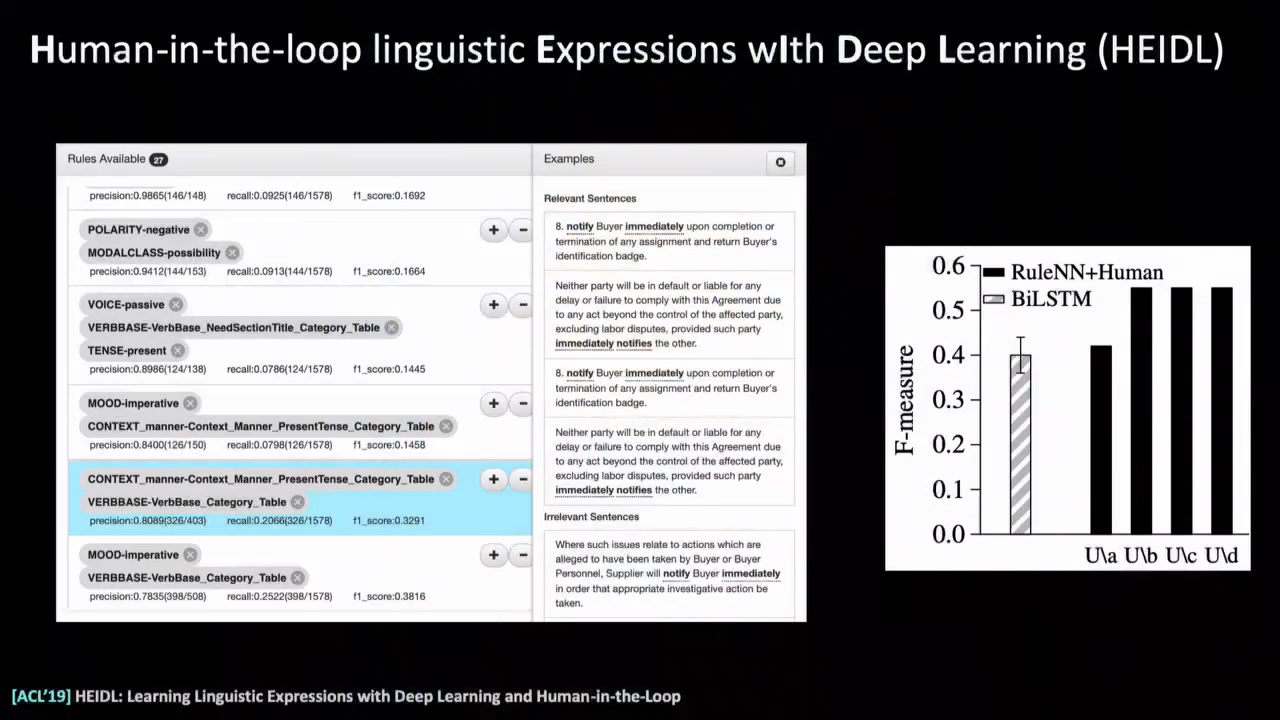 Human-in-the-loop linguistic Expressions wIth Deep Learning (HEIDL)
Rules Available 27
precision:0.9865(146/148) recall:0.0925(146/1578) f1_score:0.1692
POLARITY-negative
MODALCLASS-possibility
precision:0.9412(144/153) recall:0.0913(144/1578) f1_score:0.1664
VOICE-passive
VERBBASE-VerbBase_NeedSectionTitle_Category_Table
TENSE-present
precision:0.8986(124/138) recall:0.0786(124/1578) f1_score:0.1445
MOOD-imperative
CONTEXT_manner-Context_Manner_PresentTense_Category_Table
precision:0.8400(126/150) recall:0.0798(126/1578) f1_score:0.1458
CONTEXT_manner-Context_Manner_PresentTense_Category_Table
VERBBASE-VerbBase_Category_Table
precision:0.8089(326/403) recall:0.2066(326/1578) f1_score:0.3291
MOOD-imperative
VERBBASE-VerbBase_Category_Table
precision:0.7835(398/508) recall:0.2522(398/1578) f1_score:0.3816
Examples
Relevant Sentences
8. notify Buyer immediately upon completion or
termination of any assignment and return Buyer's
identification badge.
Neither party will be in default or liable for any
delay or failure to comply with this Agreement due
to any act beyond the control of the affected party,
excluding labor disputes, provided such party
immediately notifies the other.
8. notify Buyer immediately upon completion or
termination of any assignment and return Buyer's
identification badge.
Neither party will be in default or liable for any
delay or failure to comply with this Agreement due
to any act beyond the control of the affected party,
excluding labor disputes, provided such party
immediately notifies the other.
Irrelevant Sentences
Where such issues relate to actions which are
alleged to have been taken by Buyer or Buyer
Personnel, Supplier will notify Buyer immediately
in order that appropriate investigative action be
taken.
F-measure
0.6
0.5
0.4
0.3
0.2
0.1
0.0
RuleNN+Human
BiLSTM
U\a U\b U\c U\d
[ACL'19] HEIDL: Learning Linguistic Expressions with Deep Learning and Human-in-the-Loop